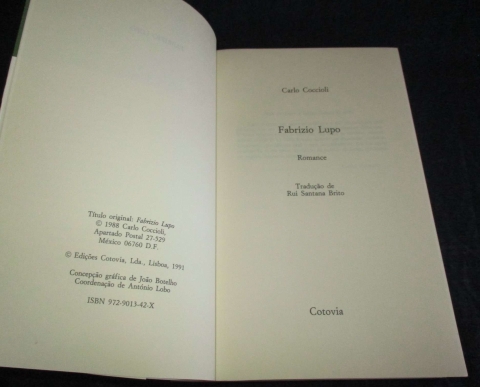 Título original: Fabrizio Lupo
© 1988 Carlo Coccioli,
Apartado Postal 27-529
México 06760 D.F.
© Edições Cotovia, Lda., Lisboa, 1991
Concepção gráfica de João Botelho
Coordenação de António Lobo
ISBN 972-9013-42-X
Carlo Coccioli
Fabrizio Lupo
Romance
Tradução de
Rui Santana Brito
Cotovia